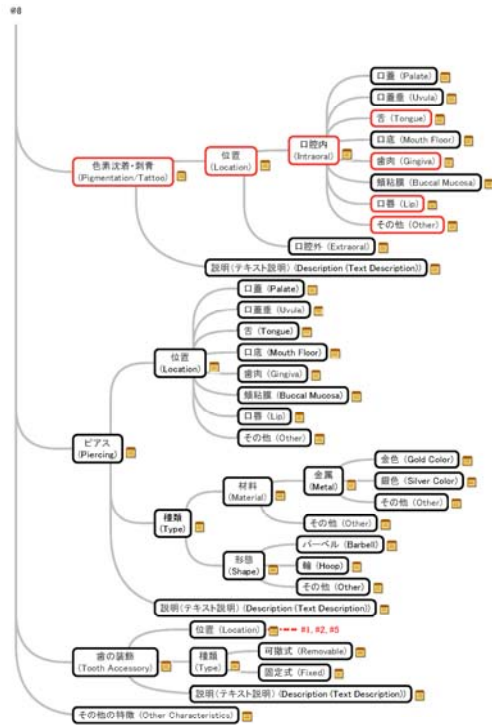 #8
口蓋 (Palate)
口蓋垂 (Uvula)
舌 (Tongue)
口底 (Mouth Floor)
歯肉 (Gingiva)
頬粘膜 (Buccal Mucosa)
口唇 (Lip)
その他 (Other)
口腔内
(Intraoral)
位置
(Location)
色素沈着・刺青
(Pigmentation/Tattoo)
口腔外 (Extraoral)
説明(テキスト説明) (Description (Text Description))
口蓋 (Palate)
口蓋垂 (Uvula)
舌 (Tongue)
口底 (Mouth Floor)
歯肉 (Gingiva)
頬粘膜 (Buccal Mucosa)
口唇 (Lip)
その他 (Other)
位置
(Location)
ピアス
(Piercing)
金色 (Gold Color)
銀色 (Silver Color)
その他 (Other)
金属
(Metal)
材料
(Material)
その他 (Other)
種類
(Type)
バーベル (Barbell)
輪 (Hoop)
その他 (Other)
形態
(Shape)
説明(テキスト説明) (Description (Text Description))
位置 (Location)
#1, #2, #5
歯の装飾
(Tooth Accessory)
種類
(Type)
可撤式 (Removable)
固定式 (Fixed)
説明(テキスト説明) (Description (Text Description))
その他の特徴 (Other Characteristics)